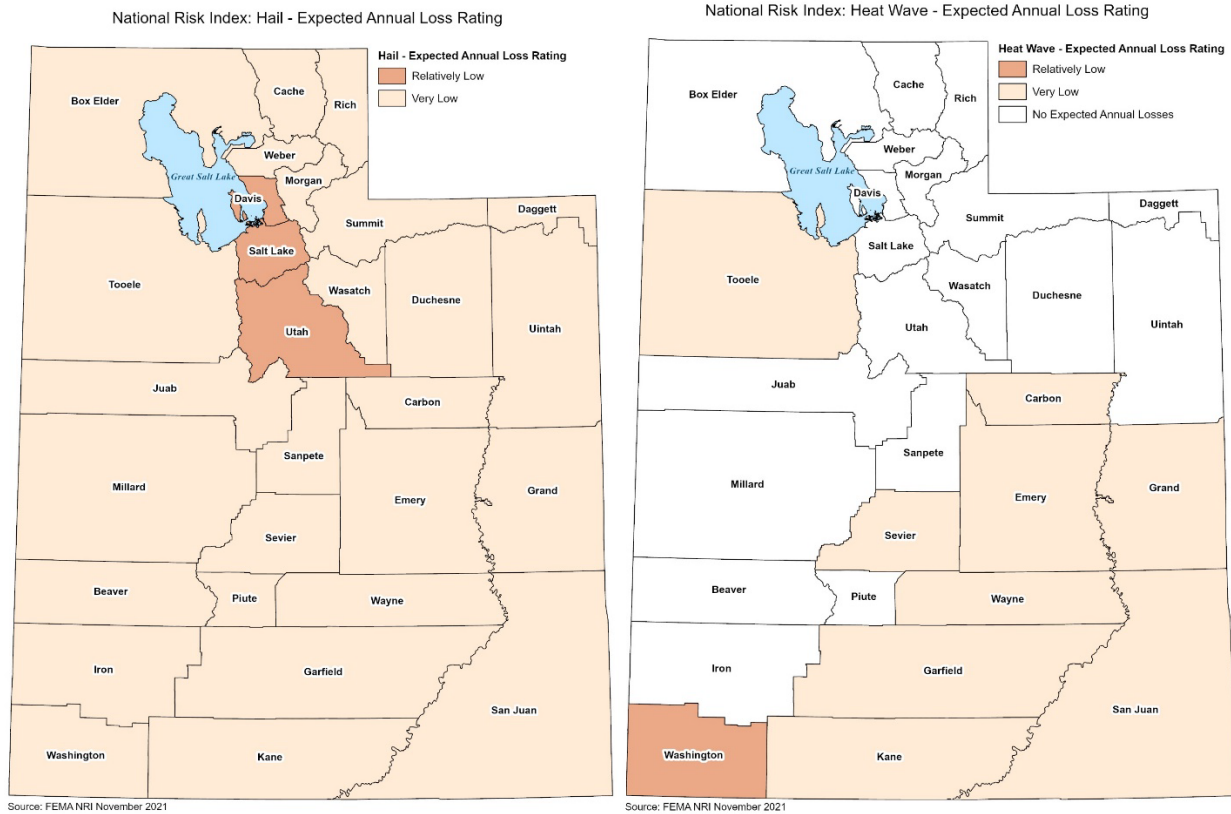 National Risk Index: Hail - Expected Annual Loss Rating
Hail - Expected Annual Loss Rating
Relatively Low
Very Low
Box Elder
Cache
Rich
Weber
Great Salt Lake
Morgan
Davis
Daggett
Summit
Salt Lake
Tooele
Wasatch
Duchesne
Uintah
Utah
Juab
Carbon
Sanpete
Millard
Emery
Grand
Sevier
Beaver
Piute
Wayne
Iron
Garfield
San Juan
Washington
Kane
Source: FEMA NRI November 2021
National Risk Index: Heat Wave - Expected Annual Loss Rating
Heat Wave - Expected Annual Loss Rating
Relatively Low
Very Low
No Expected Annual Losses
Box Elder
Cache
Rich
Weber
Great Salt Lake
Morgan
Davis
Daggett
Summit
Salt Lake
Tooele
Wasatch
Duchesne
Uintah
Utah
Juab
Carbon
Sanpete
Millard
Emery
Grand
Sevier
Beaver
Piute
Wayne
Iron
Garfield
San Juan
Washington
Kane
Source: FEMA NRI November 2021